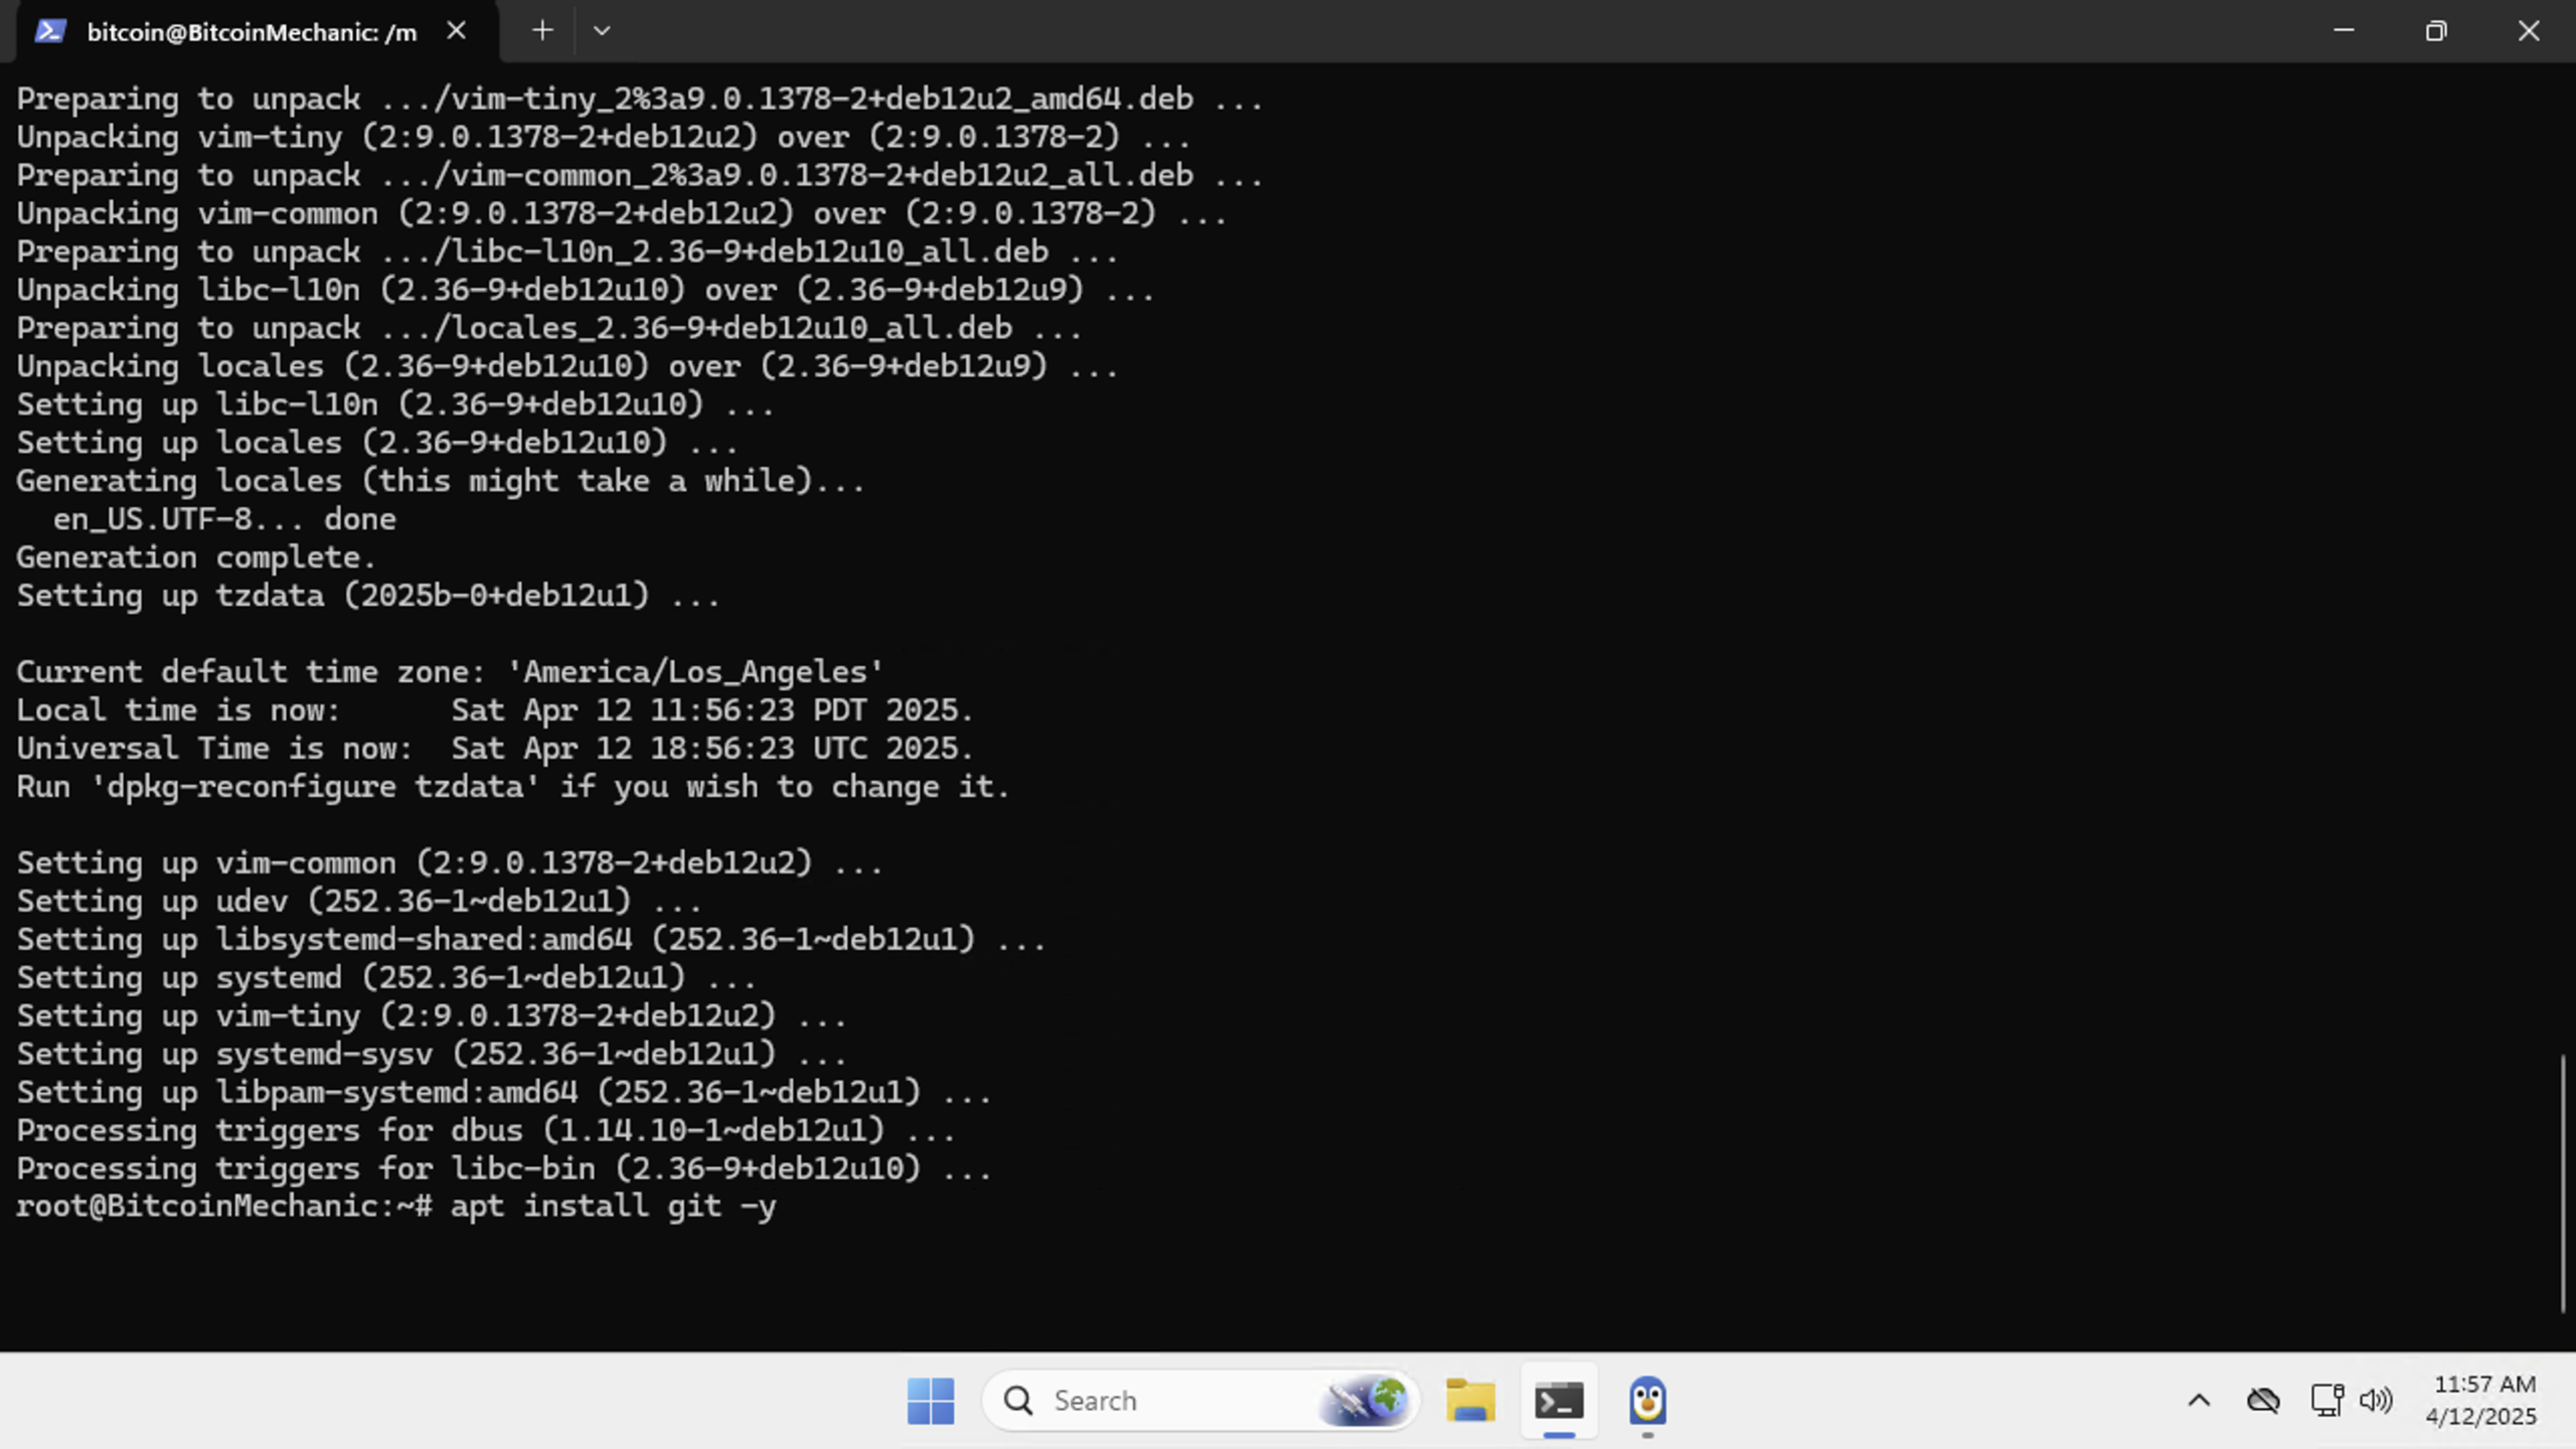 bitcoin@BitcoinMechanic: /m
Preparing to unpack .../vim-tiny_2%3a9.0.1378-2+deb12u2_amd64.deb ...
Unpacking vim-tiny (2:9.0.1378-2+deb12u2) over (2:9.0.1378-2) ...
Preparing to unpack .../vim-common_2%3a9.0.1378-2+deb12u2_all.deb ...
Unpacking vim-common (2:9.0.1378-2+deb12u2) over (2:9.0.1378-2) ...
Preparing to unpack .../libc-l10n_2.36-9+deb12u10_all.deb ...
Unpacking libc-l10n (2.36-9+deb12u10) over (2.36-9+deb12u9) ...
Preparing to unpack .../locales_2.36-9+deb12u10_all.deb ...
Unpacking locales (2.36-9+deb12u10) over (2.36-9+deb12u9) ...
Setting up libc-l10n (2.36-9+deb12u10) ...
Setting up locales (2.36-9+deb12u10) ...
Generating locales (this might take a while)...
  en_US.UTF-8... done
Generation complete.
Setting up tzdata (2025b-0+deb12u1) ...
Current default time zone: 'America/Los_Angeles'
Local time is now:      Sat Apr 12 11:56:23 PDT 2025.
Universal Time is now:  Sat Apr 12 18:56:23 UTC 2025.
Run 'dpkg-reconfigure tzdata' if you wish to change it.
Setting up vim-common (2:9.0.1378-2+deb12u2) ...
Setting up udev (252.36-1~deb12u1) ...
Setting up libsystemd-shared:amd64 (252.36-1~deb12u1) ...
Setting up systemd (252.36-1~deb12u1) ...
Setting up vim-tiny (2:9.0.1378-2+deb12u2) ...
Setting up systemd-sysv (252.36-1~deb12u1) ...
Setting up libpam-systemd:amd64 (252.36-1~deb12u1) ...
Processing triggers for dbus (1.14.10-1~deb12u1) ...
Processing triggers for libc-bin (2.36-9+deb12u10) ...
root@BitcoinMechanic:~# apt install git -y
Search
11:57 AM
4/12/2025